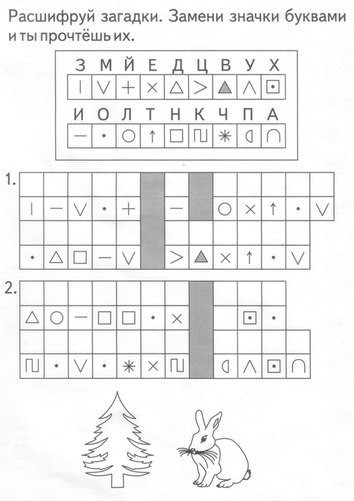 Расшифруй загадки. Замени значки буквами
и ты прочтёшь их.
З М Й Е Д Ц В У Х
И О Л Т Н К Ч П А
1.
2.